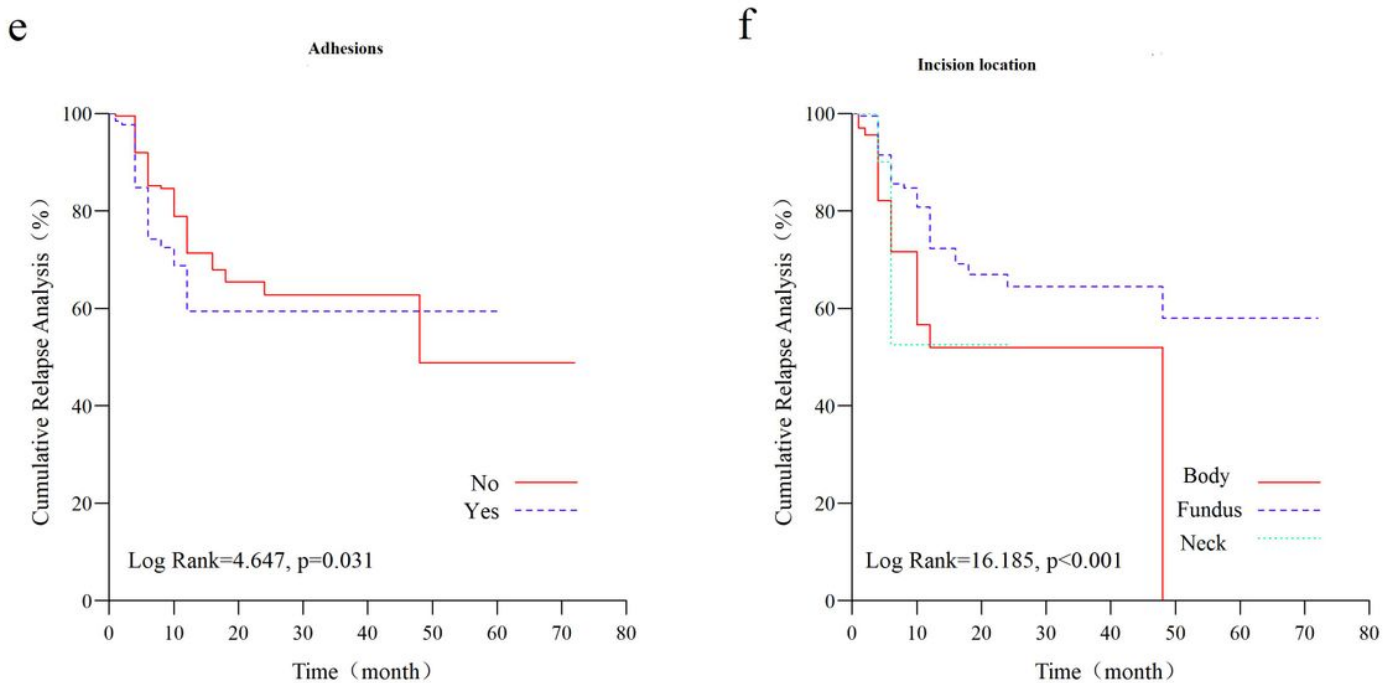 e
Adhesions
Cumulative Relapse Analysis（%）
100
80
60
40
20
0
No
Yes
Log Rank=4.647, p=0.031
0 10 20 30 40 50 60 70 80
Time（month）
f
Incision location
Cumulative Relapse Analysis（%）
100
80
60
40
20
0
Body
Fundus
Neck
Log Rank=16.185, p<0.001
0 10 20 30 40 50 60 70 80
Time（month）